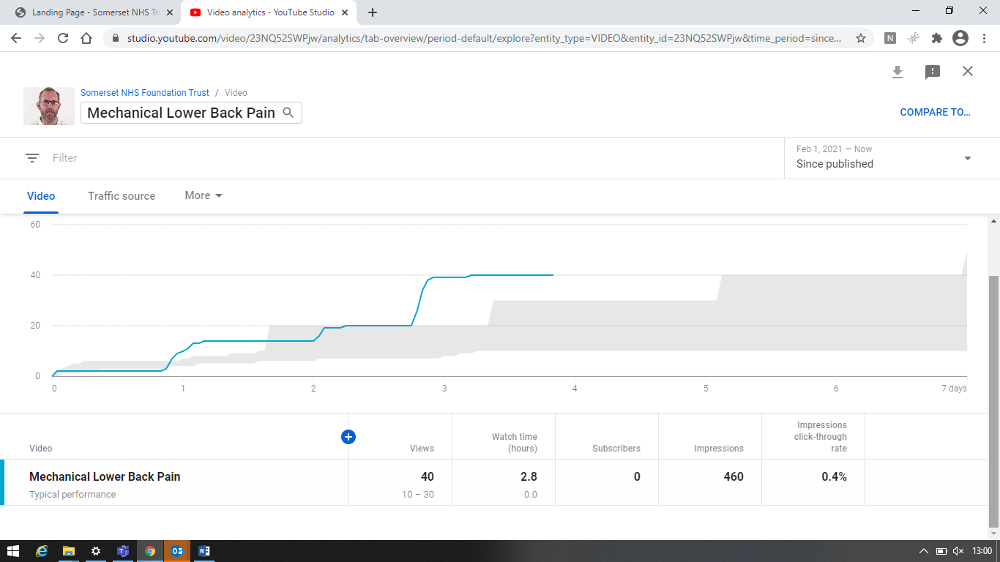 Landing Page - Somerset NHS Tr
Video analytics - YouTube Studio
studio.youtube.com/video/23NQ52SWPjw/analytics/tab-overview/period-default/explore?entity_type=VIDEO&entity_id=23NQ52SWPjw&time_period=since...
N
Somerset NHS Foundation Trust / Video
Mechanical Lower Back Pain
COMPARE TO...
Filter
Feb 1, 2021 — Now
Since published
Video
Traffic source
More
60
40
20
0
0 1 2 3 4 5 6 7 days
Video
Views
Watch time (hours)
Subscribers
Impressions
Impressions click-through rate
Mechanical Lower Back Pain 40 2.8 0 460 0.4%
Typical performance 10 – 30 0.0
13:00